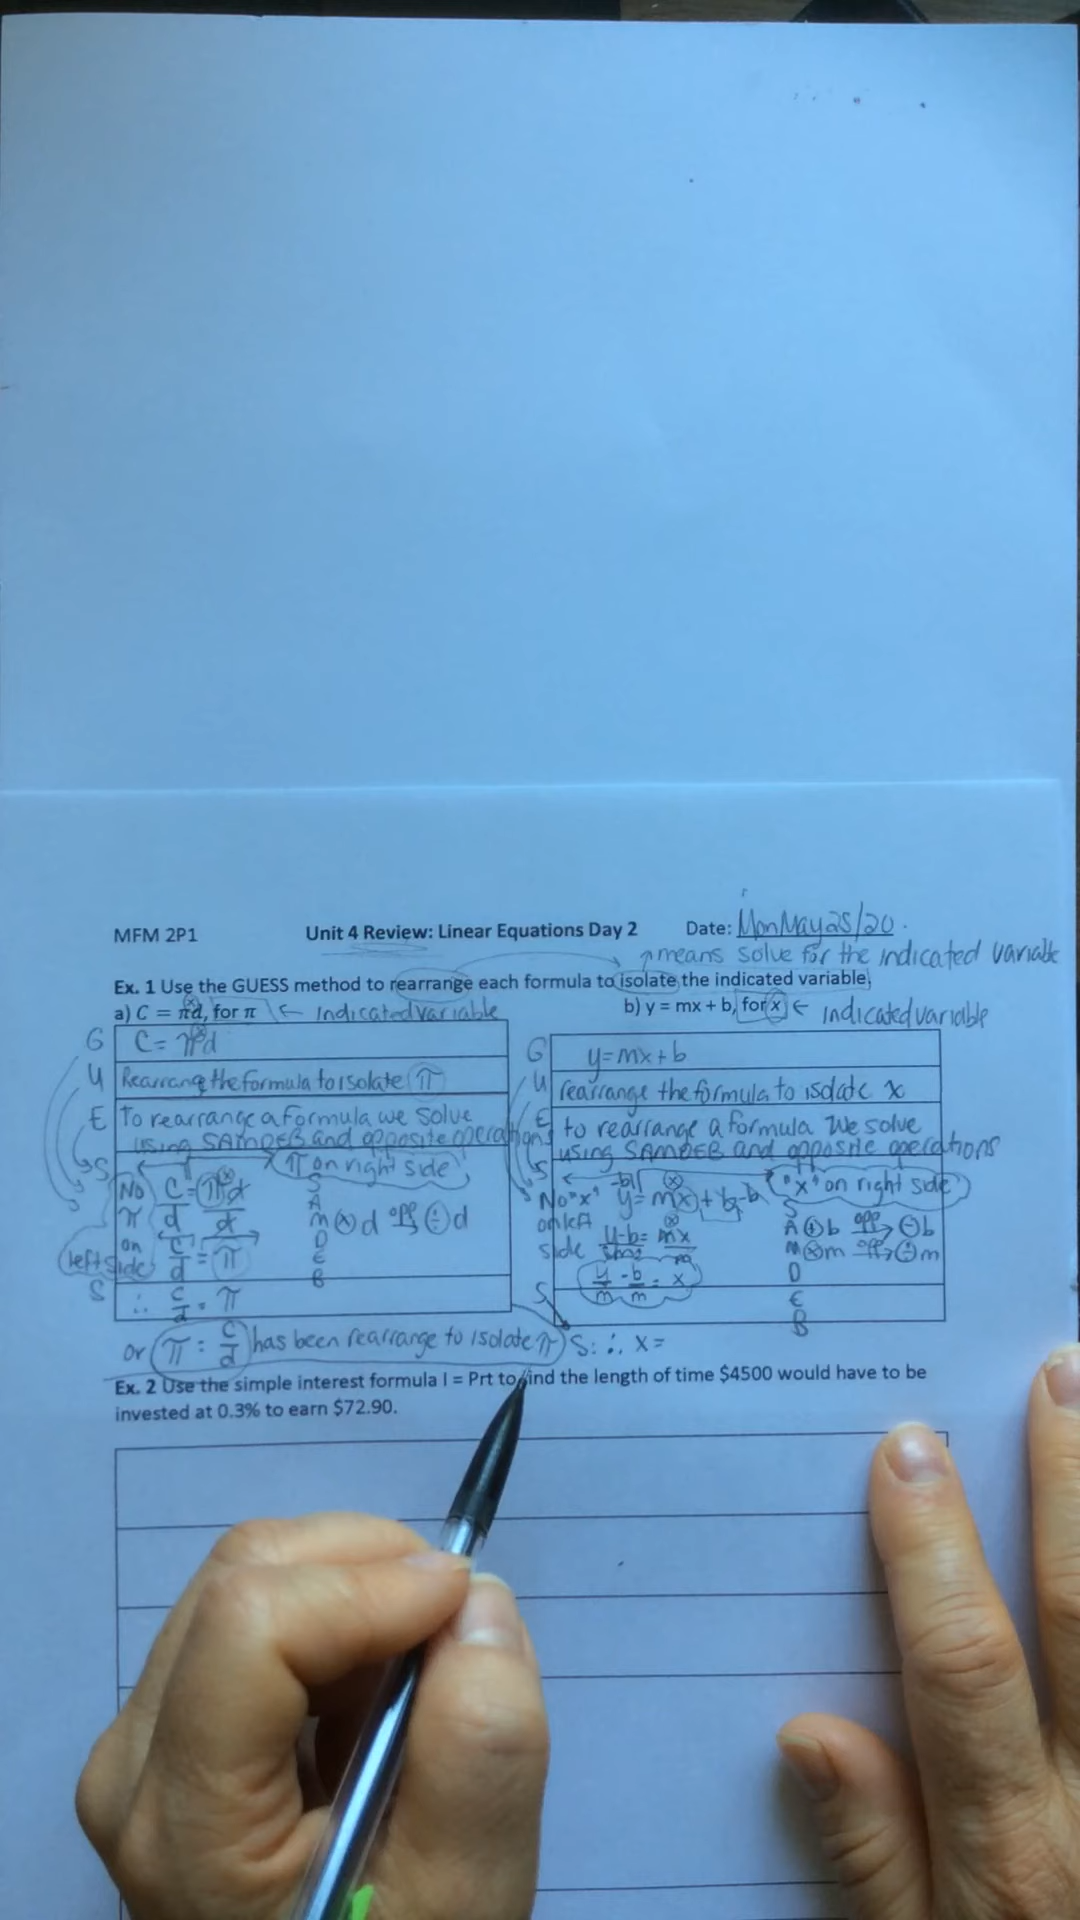 MFM 2P1 Unit 4 Review: Linear Equations Day 2 Date: Mon May 25/20
means solve for the indicated variable
Ex. 1 Use the GUESS method to rearrange each formula to isolate the indicated variable.
a) C = πd, for π ← indicated variable
G C = πd
U Rearrange the formula to isolate π
E To rearrange a formula we solve
using SAMDEB and opposite operations
S π on right side
No π on left side
C = πd
d d
C/d = π
S
A
M ⊗ d opp ÷ d
D
E
B
S ∴ C/d = π
or π = C/d has been rearrange to isolate π
b) y = mx + b, for x ← indicated variable
G y = mx + b
U rearrange the formula to isolate x
E to rearrange a formula we solve
using SAMDEB and opposite operations
S "x" on right side
No "x" on left side
-b y = mx + b - b
y - b = mx
y/m - b/m = x
S
A ⊕ b opp → ⊖ b
M ⊗ m opp → ÷ m
D
E
B
S S: ∴ x =
Ex. 2 Use the simple interest formula I = Prt to find the length of time $4500 would have to be
invested at 0.3% to earn $72.90.